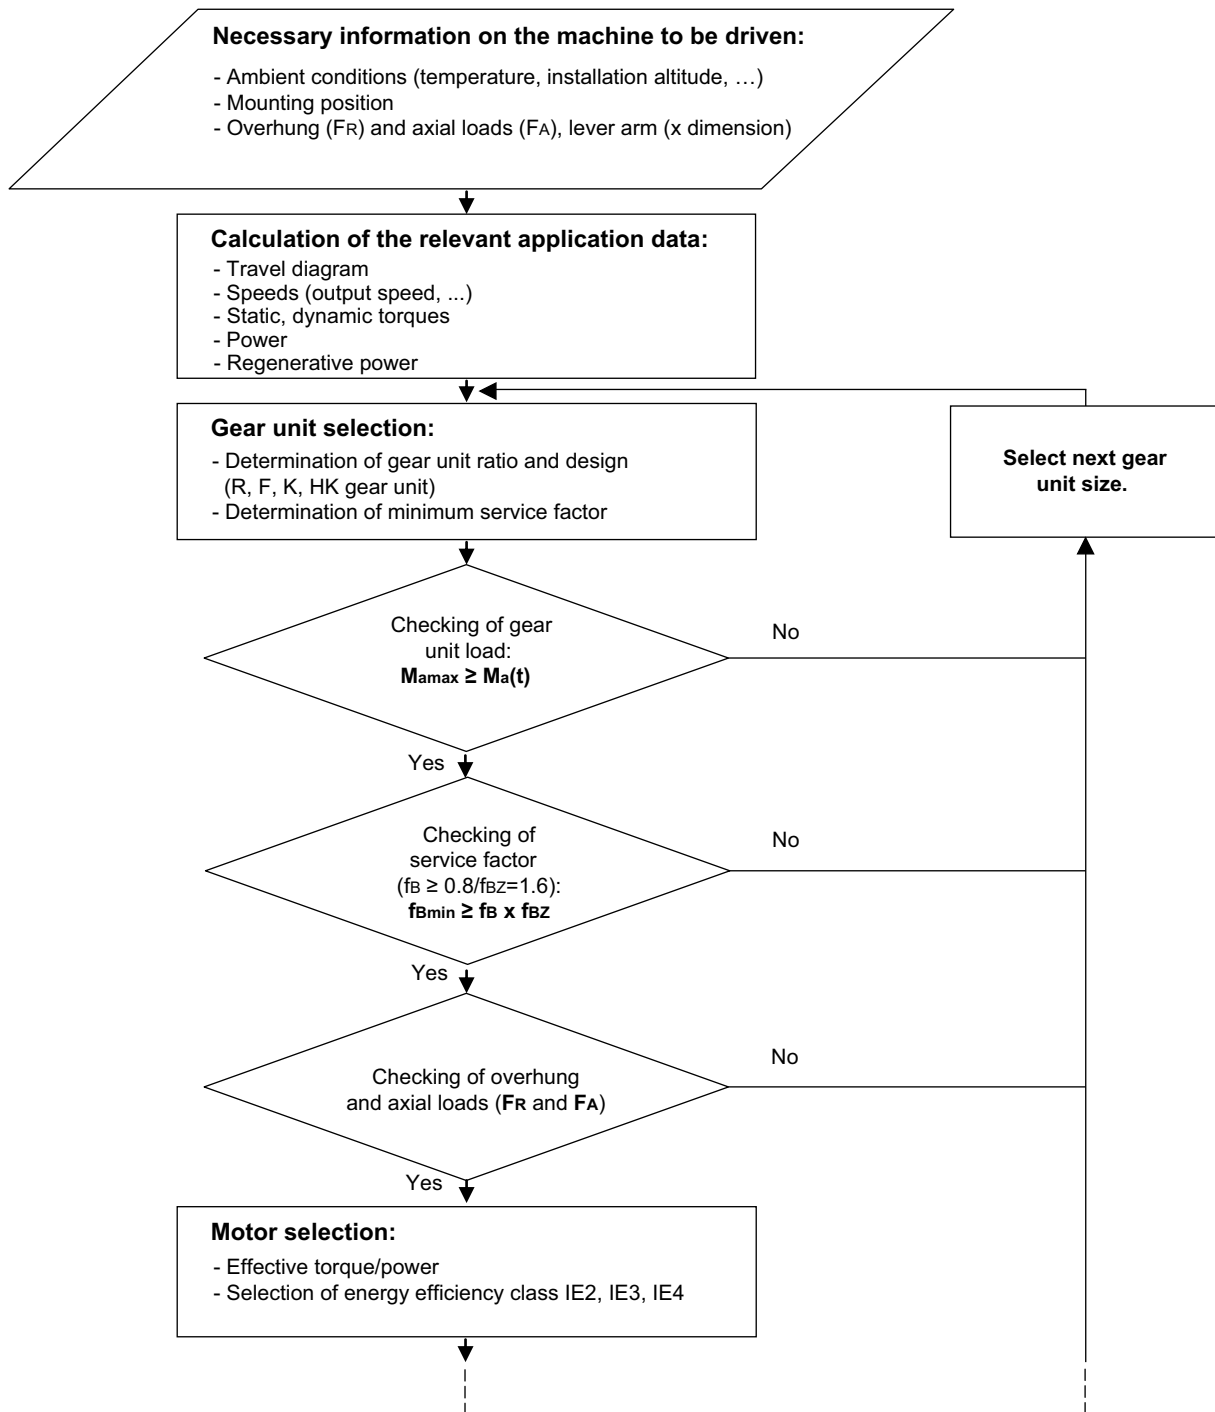 Necessary information on the machine to be driven:
- Ambient conditions (temperature, installation altitude, …)
- Mounting position
- Overhung (FR) and axial loads (FA), lever arm (x dimension)
Calculation of the relevant application data:
- Travel diagram
- Speeds (output speed, ...)
- Static, dynamic torques
- Power
- Regenerative power
Gear unit selection:
- Determination of gear unit ratio and design
(R, F, K, HK gear unit)
- Determination of minimum service factor
Select next gear
unit size.
Checking of gear
unit load:
Mamax ≥ Ma(t)
No
Yes
Checking of
service factor
(fB ≥ 0.8/fBZ=1.6):
fBmin ≥ fB x fBZ
No
Yes
Checking of overhung
and axial loads (FR and FA)
No
Yes
Motor selection:
- Effective torque/power
- Selection of energy efficiency class IE2, IE3, IE4